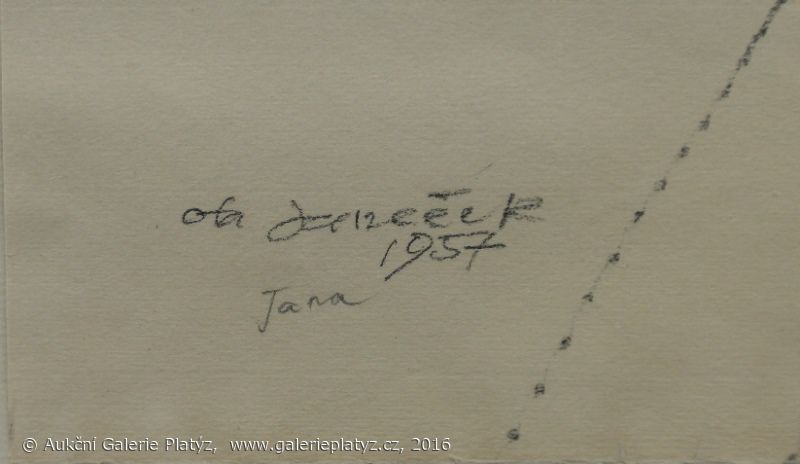 ota Janeček
1957
Jana
© Aukční Galerie Platýz, www.galerieplatyz.cz, 2016